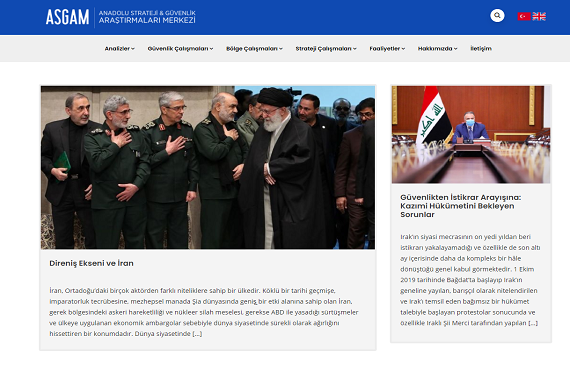 ASGAM
ANADOLU STRATEJİ & GÜVENLİK
ARAŞTIRMALARI MERKEZİ
Analizler Güvenlik Çalışmaları Bölge Çalışmaları Strateji Çalışmaları Faaliyetler Hakkımızda İletişim
Direniş Ekseni ve İran
İran, Ortadoğu'daki birçok aktörden farklı niteliklere sahip bir ülkedir. Köklü bir tarihi geçmişe,
imparatorluk tecrübesine, mezhepsel manada Şia dünyasında geniş bir etki alanına sahip olan İran,
gerek bölgesindeki askeri hareketliliği ve nükleer silah meselesi, gerekse ABD ile yaşadığı sürtüşmeler
ve ülkeye uygulanan ekonomik ambargolar sebebiyle dünya siyasetinde sürekli olarak ağırlığını
hissettiren bir konumdadır. Dünya siyasetinde [...]
Güvenlikten İstikrar Arayışına:
Kazımi Hükümetini Bekleyen
Sorunlar
Irak'ın siyasi mecrasının on yedi yıldan beri
istikrarı yakalayamadığı ve özellikle de son altı
ay içerisinde daha da kompleks bir hâle
dönüştüğü genel kabul görmektedir. 1 Ekim
2019 tarihinde Bağdat'ta başlayıp Irak'ın
geneline yayılan, barışçıl olarak nitelendirilen
ve Irak'ı temsil eden bağımsız bir hükümet
talebiyle başlayan protestolar sonucunda ve
özellikle Iraklı Şii Merci tarafından yapılan [...]